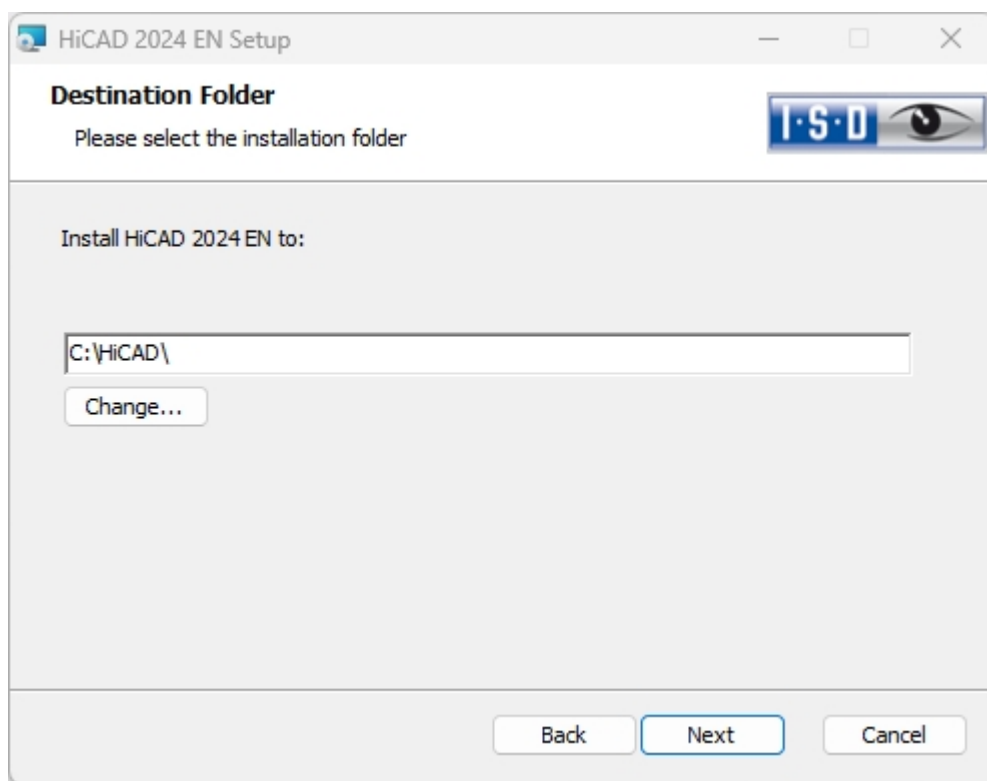 HiCAD 2024 EN Setup
Destination Folder
Please select the installation folder
I·S·D
Install HiCAD 2024 EN to:
C:\HiCAD\
Change...
Back
Next
Cancel